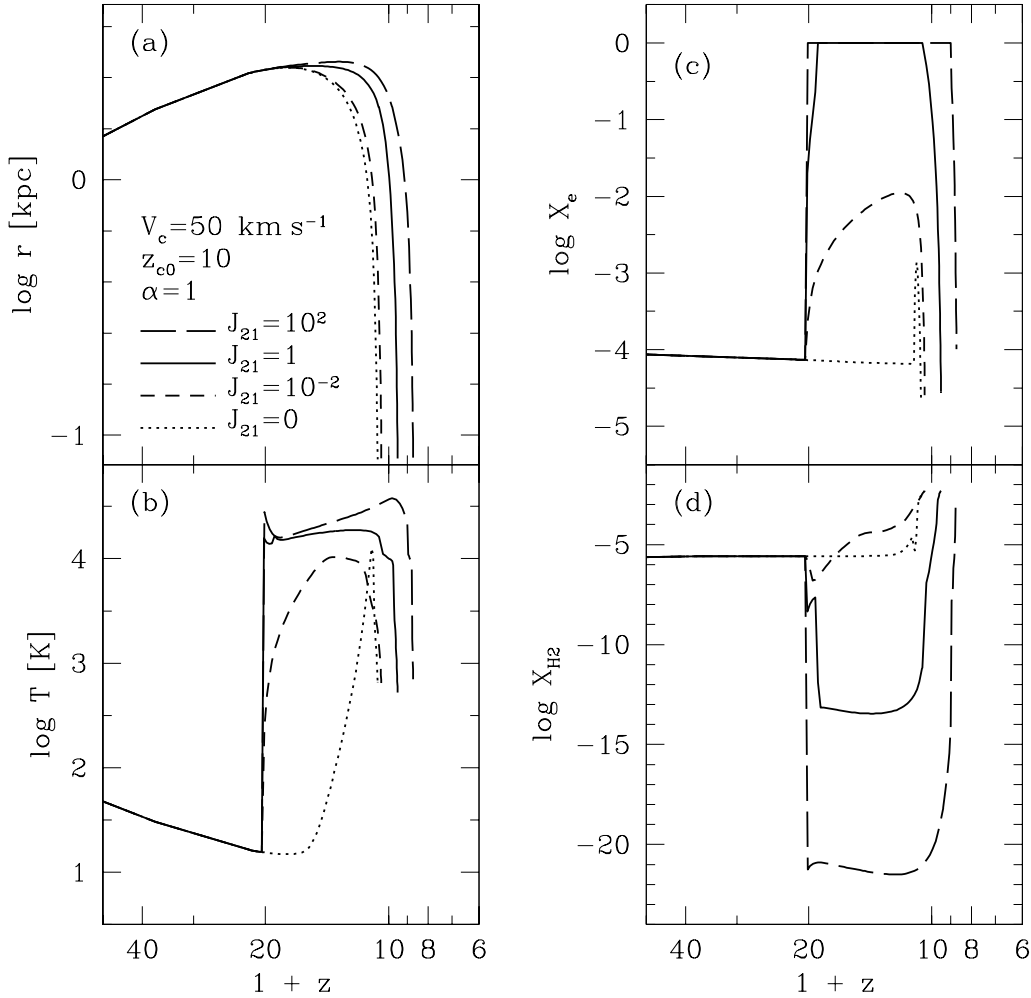 (a)
log r [kpc]
0
−1
V_c=50 km s⁻¹
z_c0=10
α=1
J_21=10²
J_21=1
J_21=10⁻²
J_21=0
(b)
log T [K]
4
3
2
1
40
20
10
8
6
1 + z
(c)
log X_e
0
−1
−2
−3
−4
−5
(d)
log X_H2
−5
−10
−15
−20
40
20
10
8
6
1 + z